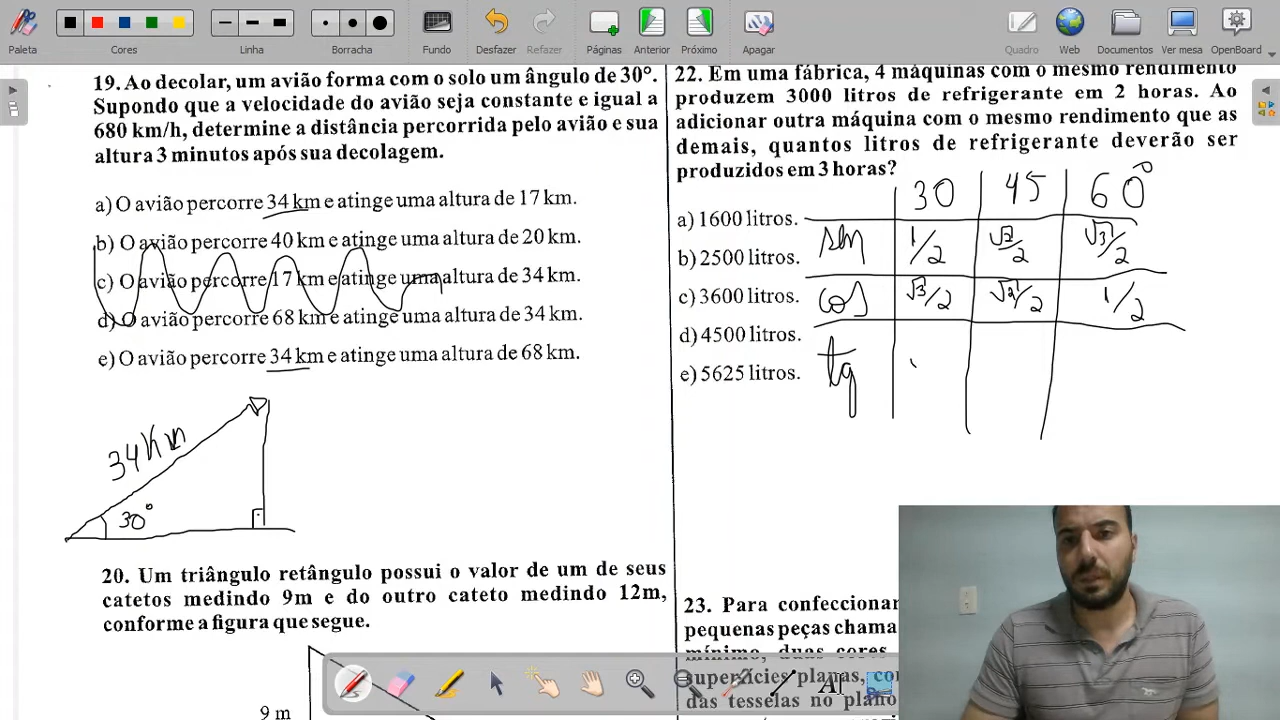 Paleta
Cores
Linha
Borracha
Fundo
Desfazer
Refazer
Páginas
Anterior
Próximo
Apagar
Quadro
Web
Documentos
Ver mesa
OpenBoard
19. Ao decolar, um avião forma com o solo um ângulo de 30°.
Supondo que a velocidade do avião seja constante e igual a
680 km/h, determine a distância percorrida pelo avião e sua
altura 3 minutos após sua decolagem.
a) O avião percorre 34 km e atinge uma altura de 17 km.
b) O avião percorre 40 km e atinge uma altura de 20 km.
c) O avião percorre 17 km e atinge uma altura de 34 km.
d) O avião percorre 68 km e atinge uma altura de 34 km.
e) O avião percorre 34 km e atinge uma altura de 68 km.
34 Km
30°
20. Um triângulo retângulo possui o valor de um de seus
catetos medindo 9m e do outro cateto medindo 12m,
conforme a figura que segue.
9 m
22. Em uma fábrica, 4 máquinas com o mesmo rendimento
produzem 3000 litros de refrigerante em 2 horas. Ao
adicionar outra máquina com o mesmo rendimento que as
demais, quantos litros de refrigerante deverão ser
produzidos em 3 horas?
a) 1600 litros.
b) 2500 litros.
c) 3600 litros.
d) 4500 litros.
e) 5625 litros.
30 45 60°
sen 1/2 √2/2 √3/2
cos √3/2 √2/2 1/2
tg
23. Para confeccionar
pequenas peças chama
mínimo, duas cores
superfícies planas, co
das tesselas no plano